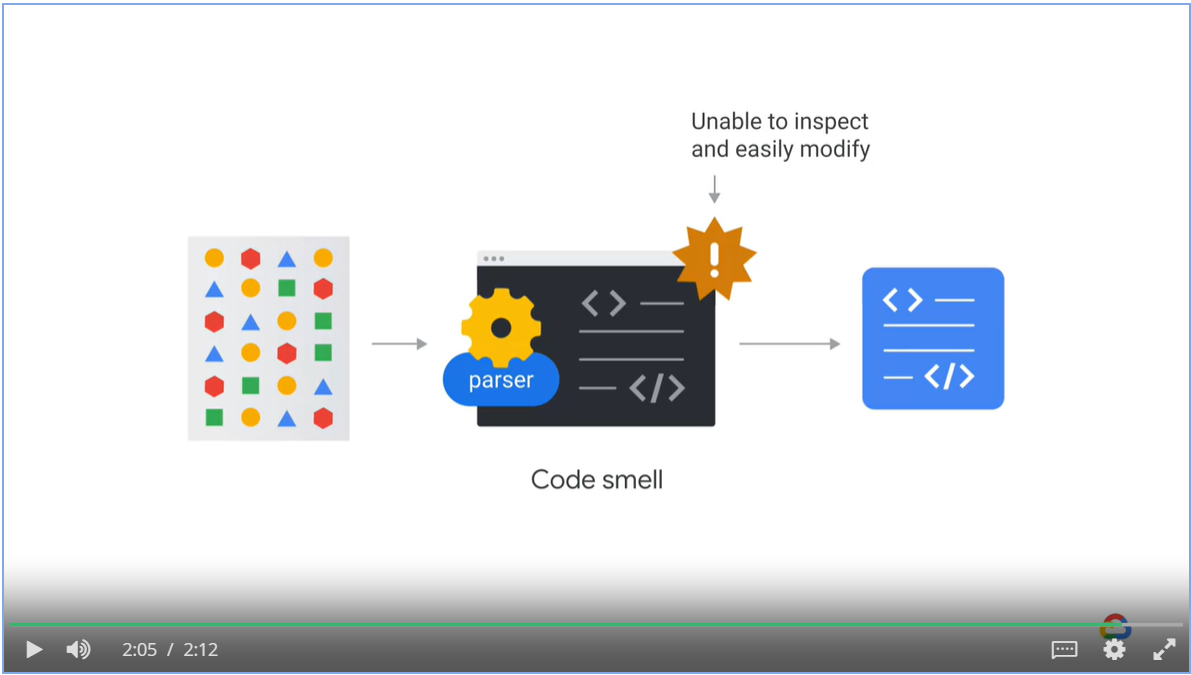 Unable to inspect
and easily modify
parser
Code smell
2:05 / 2:12